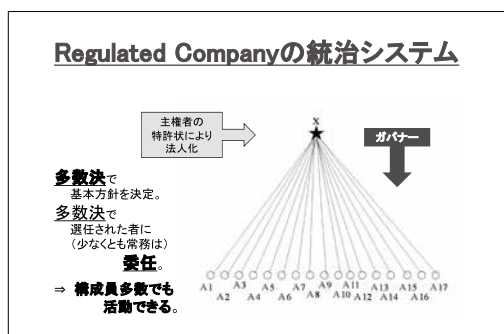 Regulated Companyの統治システム
主権者の
特許状により
法人化
X
ガバナー
多数決で
基本方針を決定。
多数決で
選任された者に
（少なくとも常務は）
委任。
⇒ 構成員多数でも
活動できる。
A1 A2 A3 A4 A5 A6 A7 A8 A9 A10 A11 A12 A13 A14 A15 A16 A17